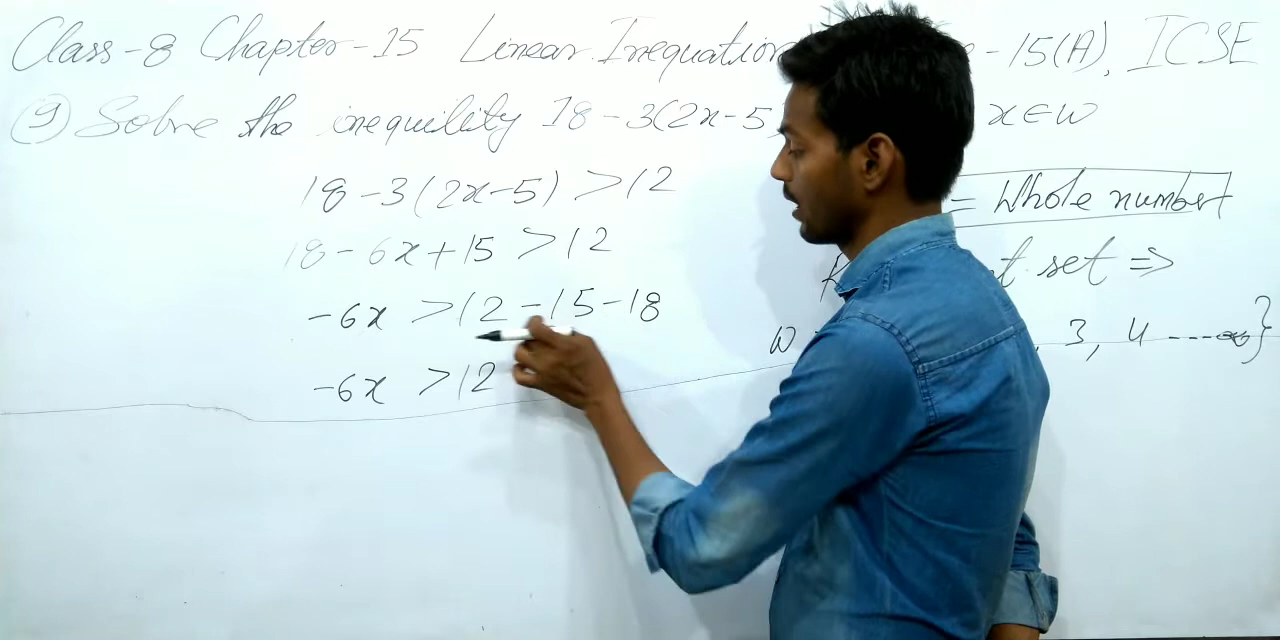 Class-8 Chapter-15 Linear Inequation -15(A), ICSE
9) Solve the inequility 18-3(2x-5) x∈W
18-3(2x-5) >12
= Whole number
18-6x+15 >12
t set ⇒
-6x >12-15-18
W , 3, 4 ----∞}
-6x >12